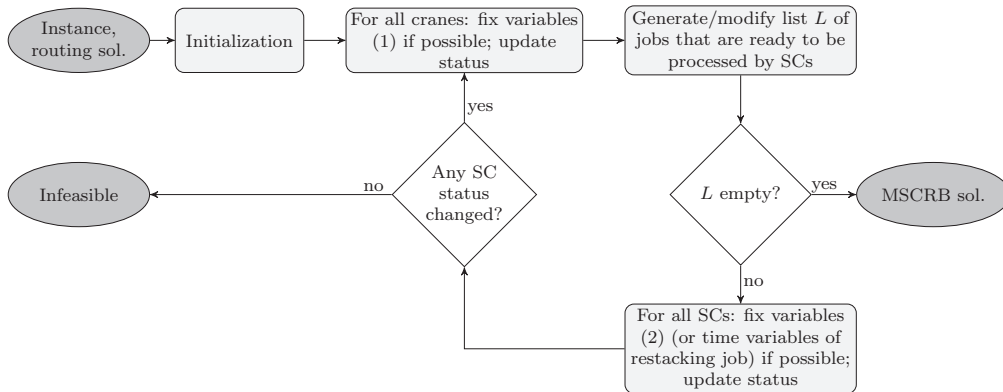 Instance,
routing sol.
Initialization
For all cranes: fix variables
(1) if possible; update
status
Generate/modify list L of
jobs that are ready to be
processed by SCs
yes
Infeasible
no
Any SC
status
changed?
L empty?
yes
MSCRB sol.
no
For all SCs: fix variables
(2) (or time variables of
restacking job) if possible;
update status